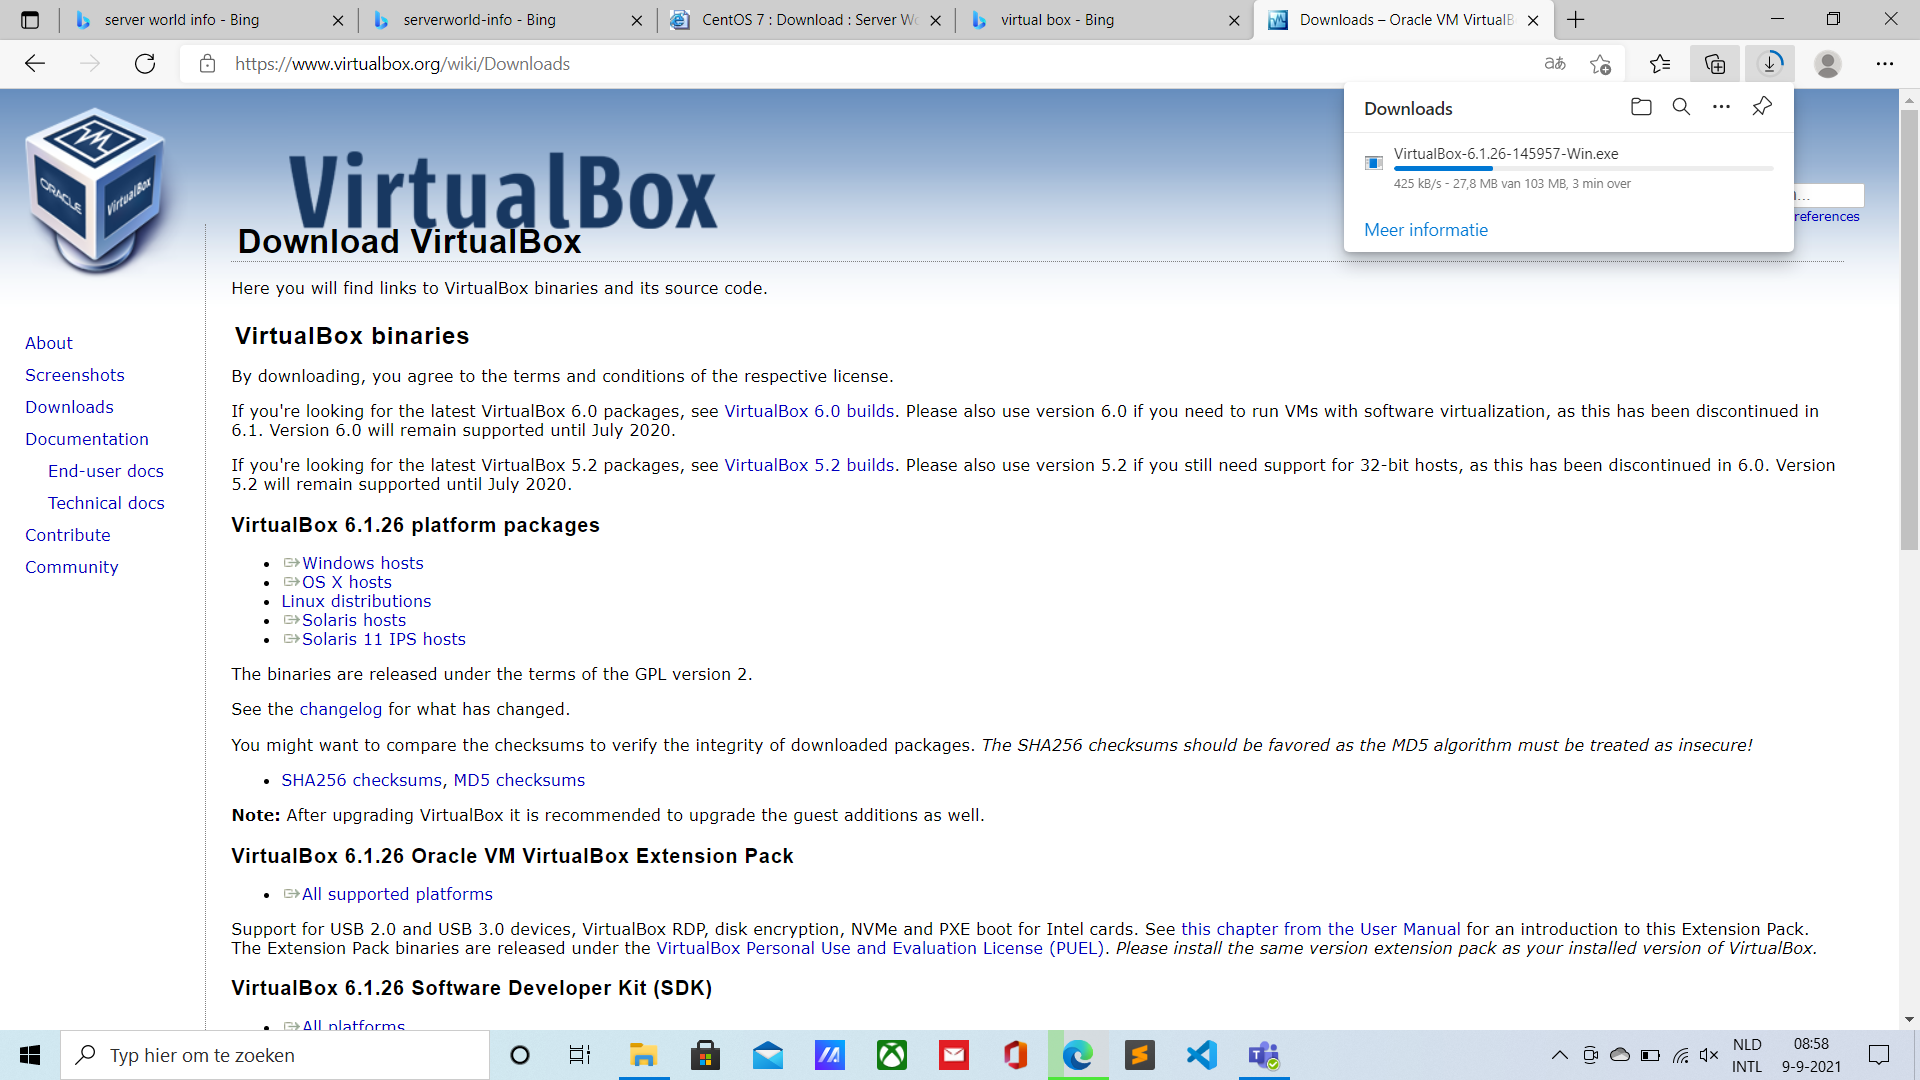 server world info - Bing
serverworld-info - Bing
CentOS 7 : Download : Server Wo
virtual box - Bing
Downloads – Oracle VM VirtualB
https://www.virtualbox.org/wiki/Downloads
Downloads
VirtualBox-6.1.26-145957-Win.exe
425 kB/s - 27,8 MB van 103 MB, 3 min over
Meer informatie
references
ORACLE
VirtualBox
VirtualBox
Download VirtualBox
Here you will find links to VirtualBox binaries and its source code.
About
Screenshots
Downloads
Documentation
End-user docs
Technical docs
Contribute
Community
VirtualBox binaries
By downloading, you agree to the terms and conditions of the respective license.
If you're looking for the latest VirtualBox 6.0 packages, see VirtualBox 6.0 builds. Please also use version 6.0 if you need to run VMs with software virtualization, as this has been discontinued in
6.1. Version 6.0 will remain supported until July 2020.
If you're looking for the latest VirtualBox 5.2 packages, see VirtualBox 5.2 builds. Please also use version 5.2 if you still need support for 32-bit hosts, as this has been discontinued in 6.0. Version
5.2 will remain supported until July 2020.
VirtualBox 6.1.26 platform packages
• Windows hosts
• OS X hosts
• Linux distributions
• Solaris hosts
• Solaris 11 IPS hosts
The binaries are released under the terms of the GPL version 2.
See the changelog for what has changed.
You might want to compare the checksums to verify the integrity of downloaded packages. The SHA256 checksums should be favored as the MD5 algorithm must be treated as insecure!
• SHA256 checksums, MD5 checksums
Note: After upgrading VirtualBox it is recommended to upgrade the guest additions as well.
VirtualBox 6.1.26 Oracle VM VirtualBox Extension Pack
• All supported platforms
Support for USB 2.0 and USB 3.0 devices, VirtualBox RDP, disk encryption, NVMe and PXE boot for Intel cards. See this chapter from the User Manual for an introduction to this Extension Pack.
The Extension Pack binaries are released under the VirtualBox Personal Use and Evaluation License (PUEL). Please install the same version extension pack as your installed version of VirtualBox.
VirtualBox 6.1.26 Software Developer Kit (SDK)
• All platforms
Typ hier om te zoeken
NLD
INTL
08:58
9-9-2021